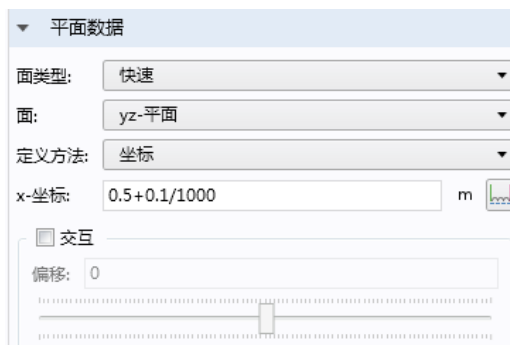 平面数据
面类型: 快速
面: yz-平面
定义方法: 坐标
x-坐标: 0.5+0.1/1000 m
交互
偏移: 0